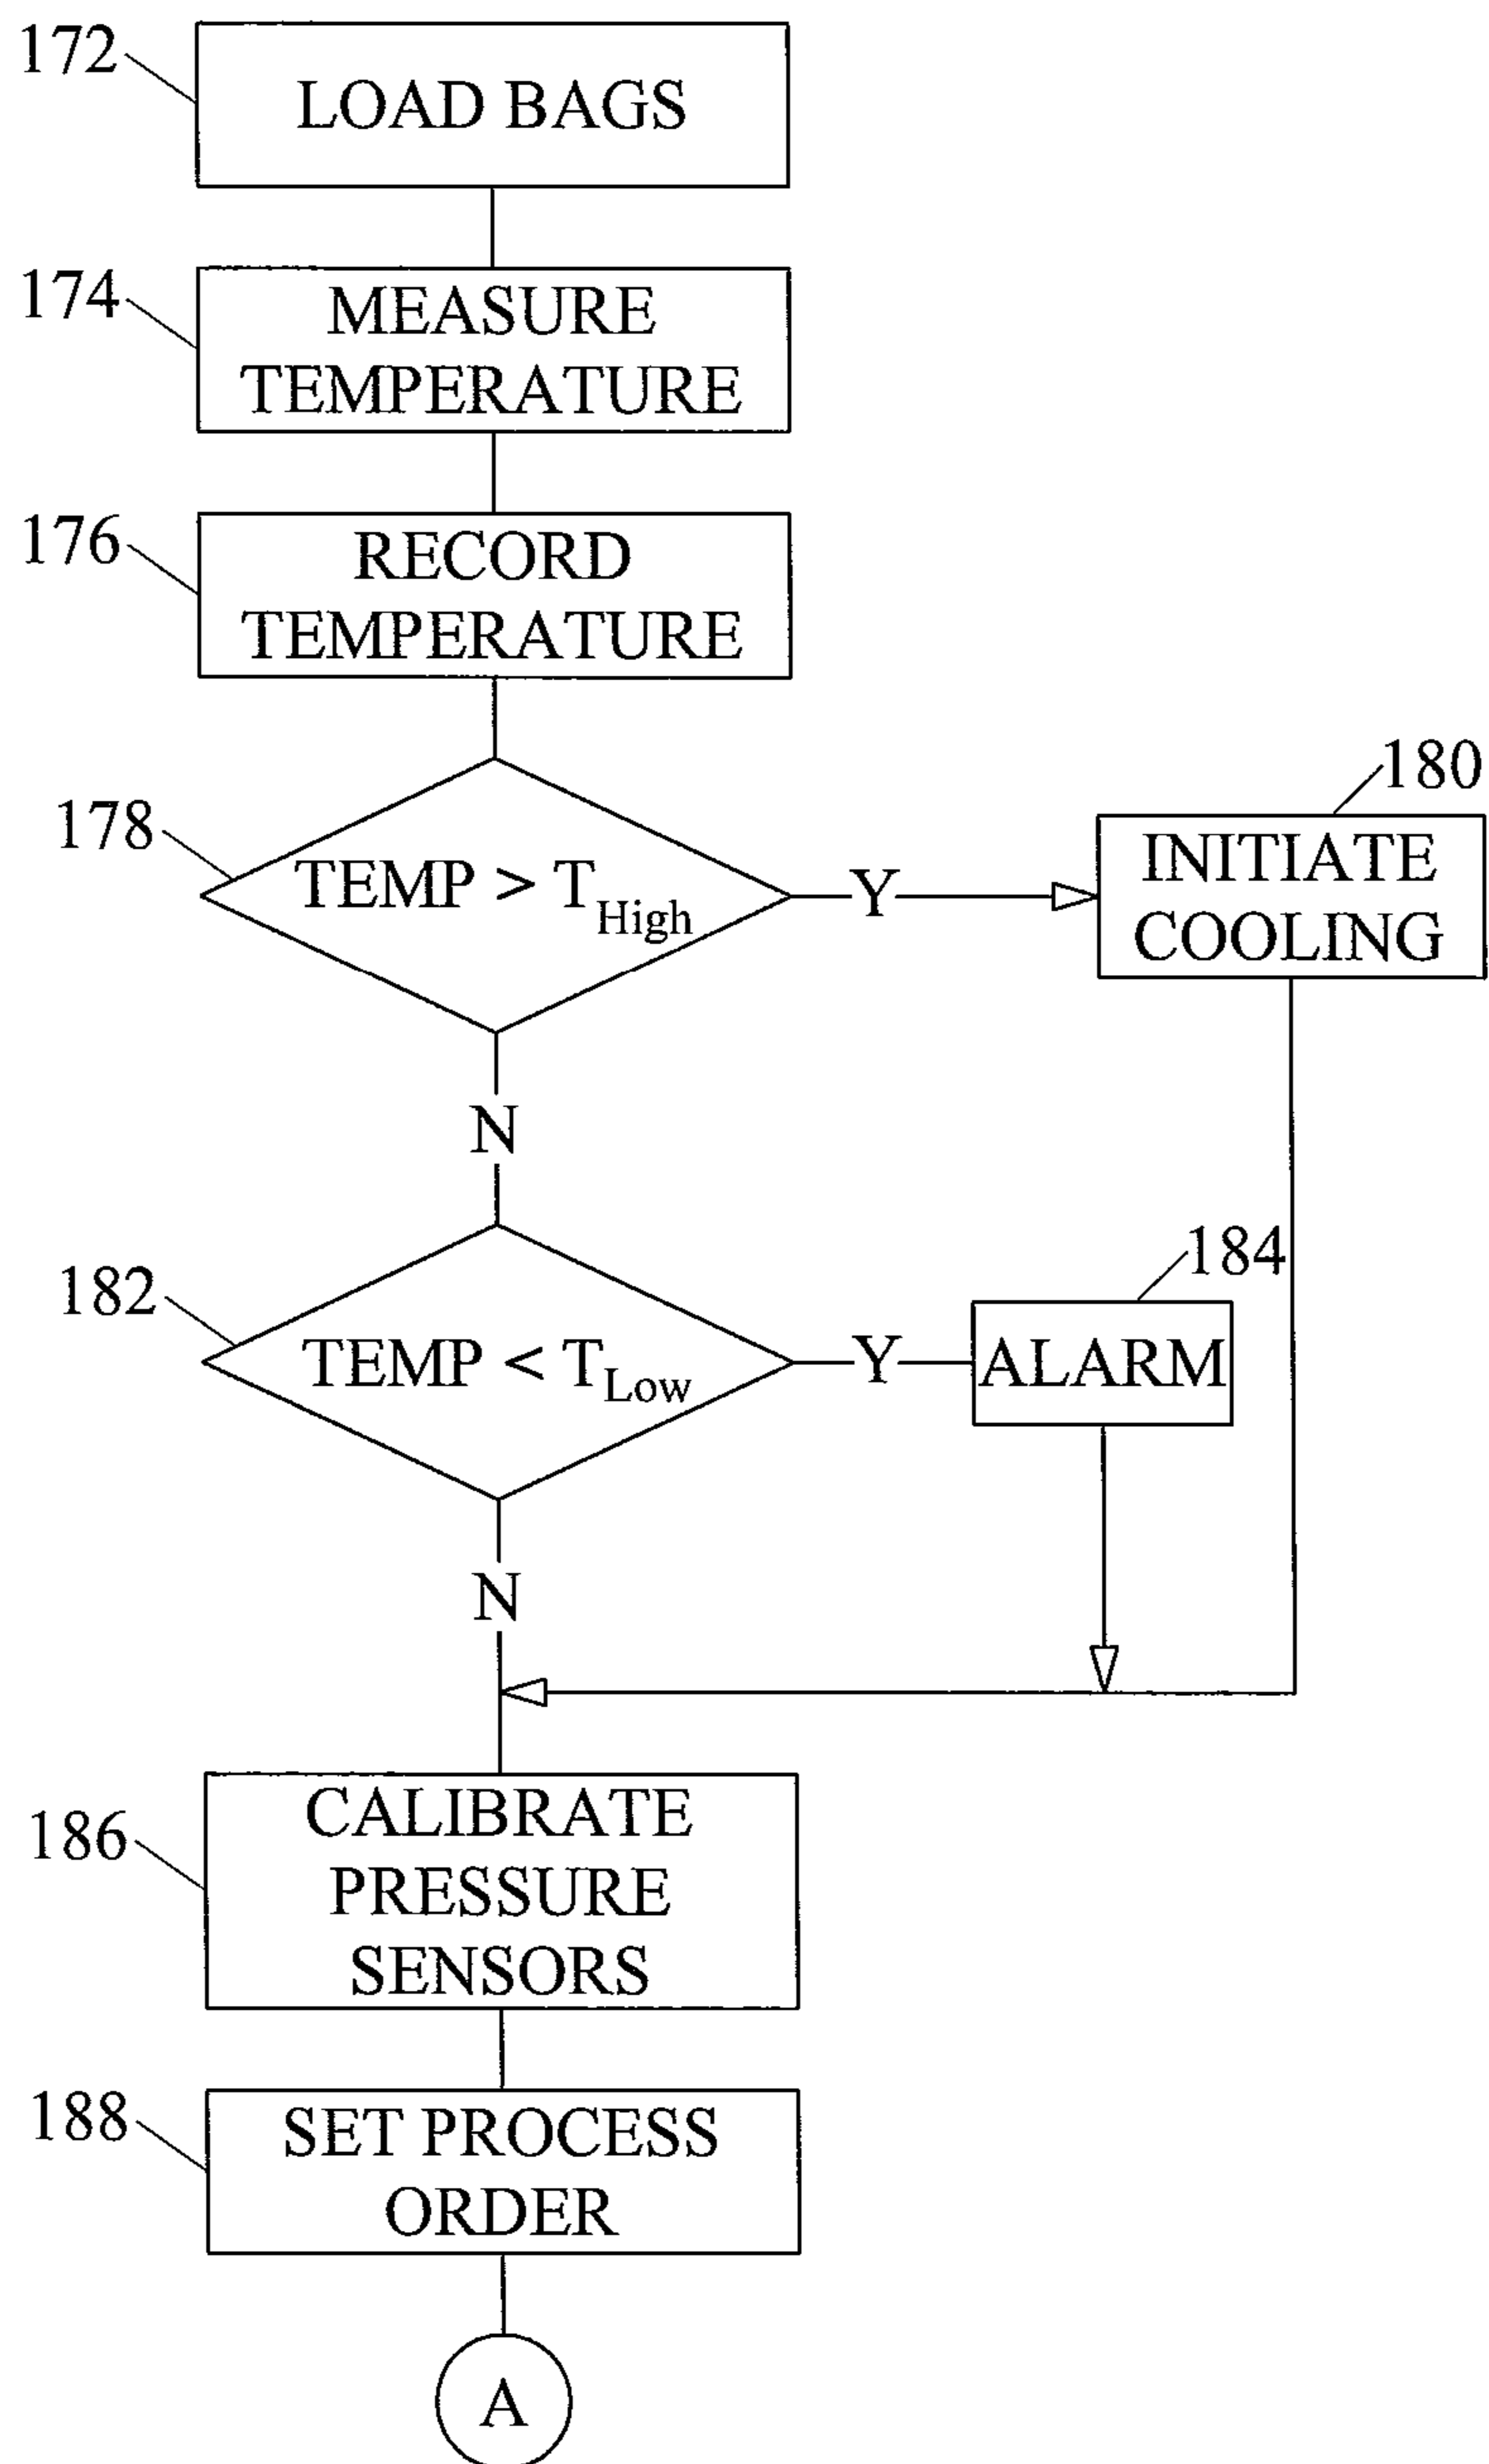 172
LOAD BAGS
174
MEASURE
TEMPERATURE
176
RECORD
TEMPERATURE
178
TEMP > THigh
Y
180
INITIATE
COOLING
N
182
TEMP < TLow
Y
184
ALARM
N
186
CALIBRATE
PRESSURE
SENSORS
188
SET PROCESS
ORDER
A